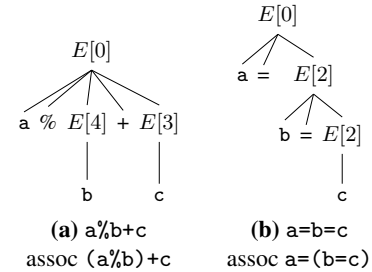 E[0]
a % E[4] + E[3]
b c
(a) a%b+c
assoc (a%b)+c
E[0]
a = E[2]
b = E[2]
c
(b) a=b=c
assoc a=(b=c)